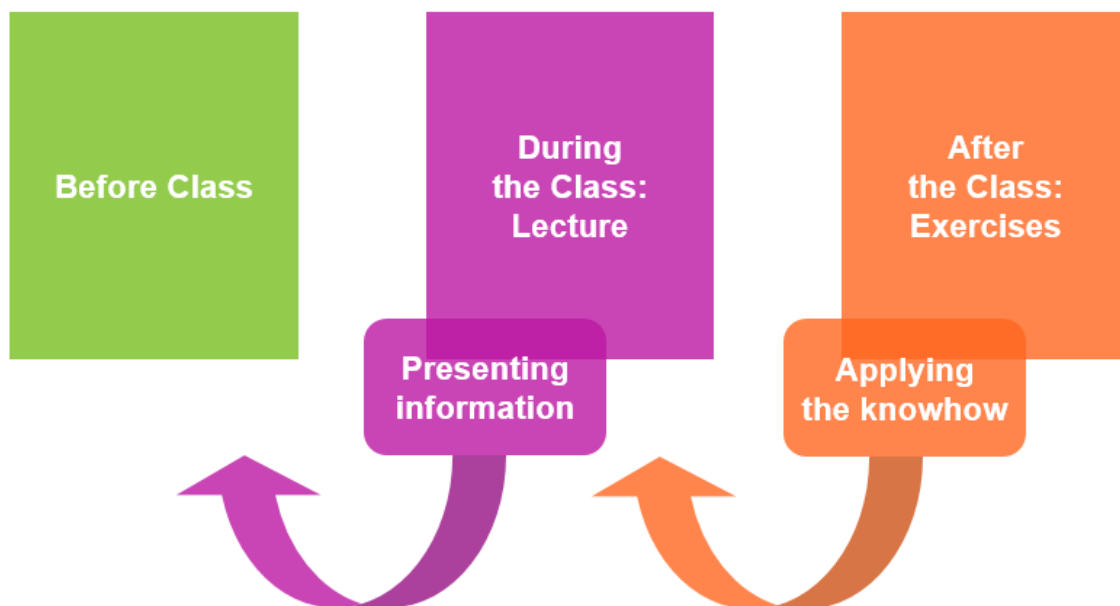 Before Class
During
the Class:
Lecture
After
the Class:
Exercises
Presenting
information
Applying
the knowhow